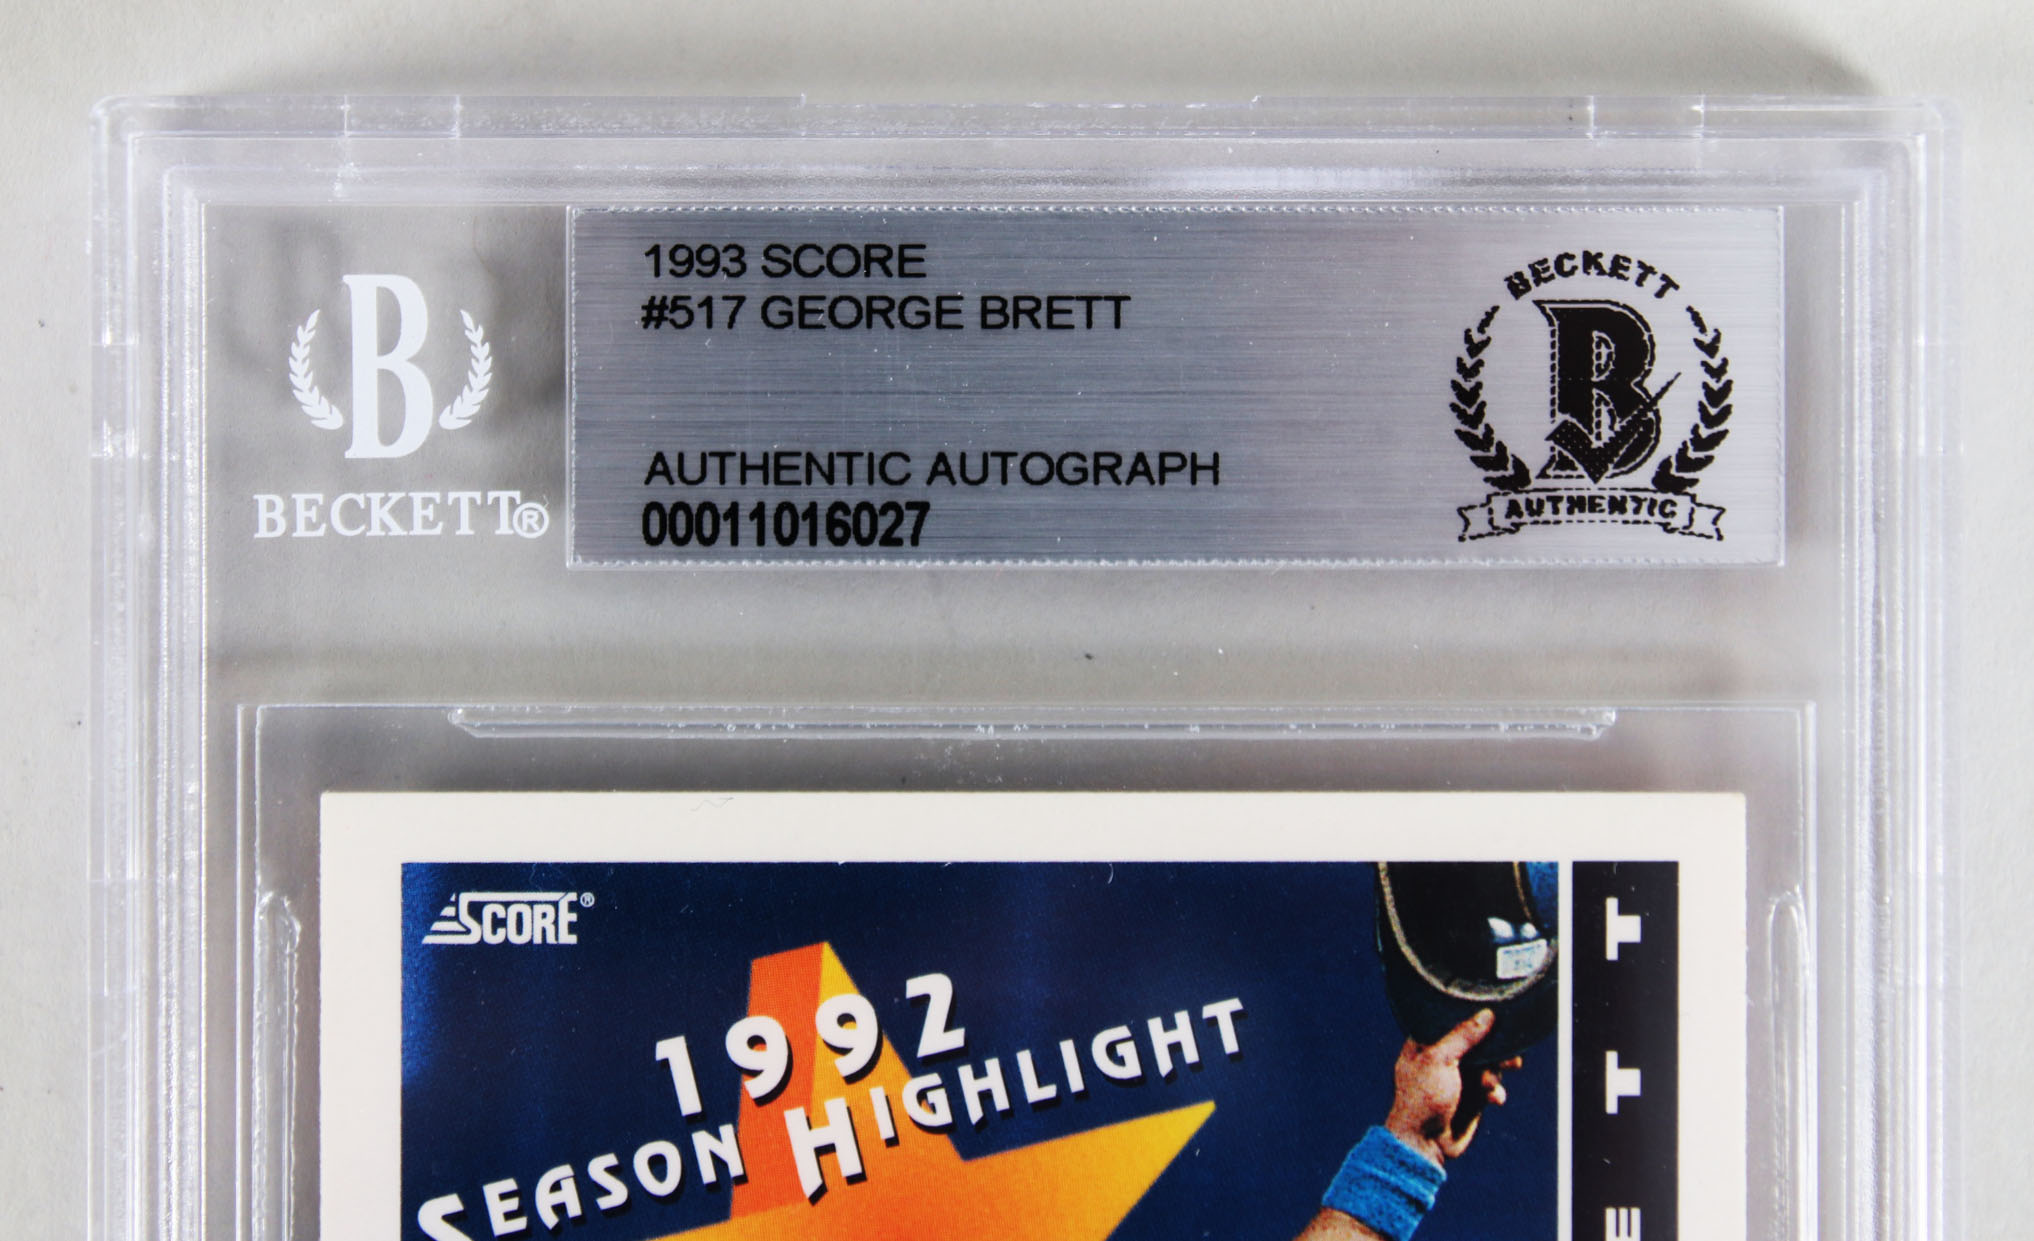 B
BECKETT®
1993 SCORE
#517 GEORGE BRETT
AUTHENTIC AUTOGRAPH
00011016027
BECKETT
B
AUTHENTIC
SCORE®
1992
SEASON HIGHLIGHT
E T T